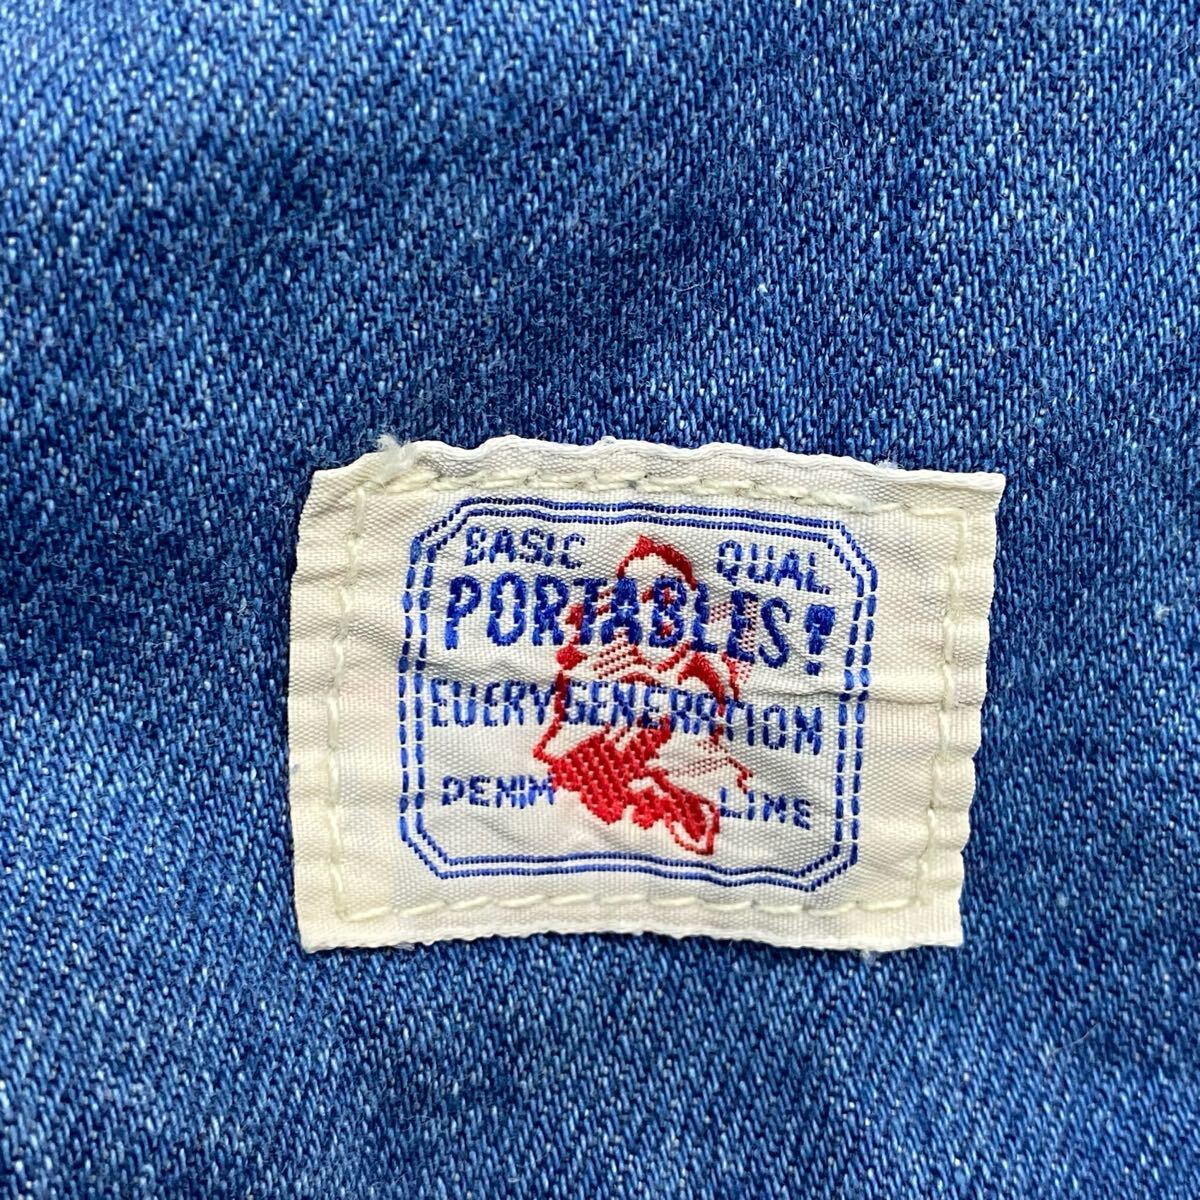 BASIC QUAL.
PORTABLES?
EVERY GENERATION
DENIM LINE